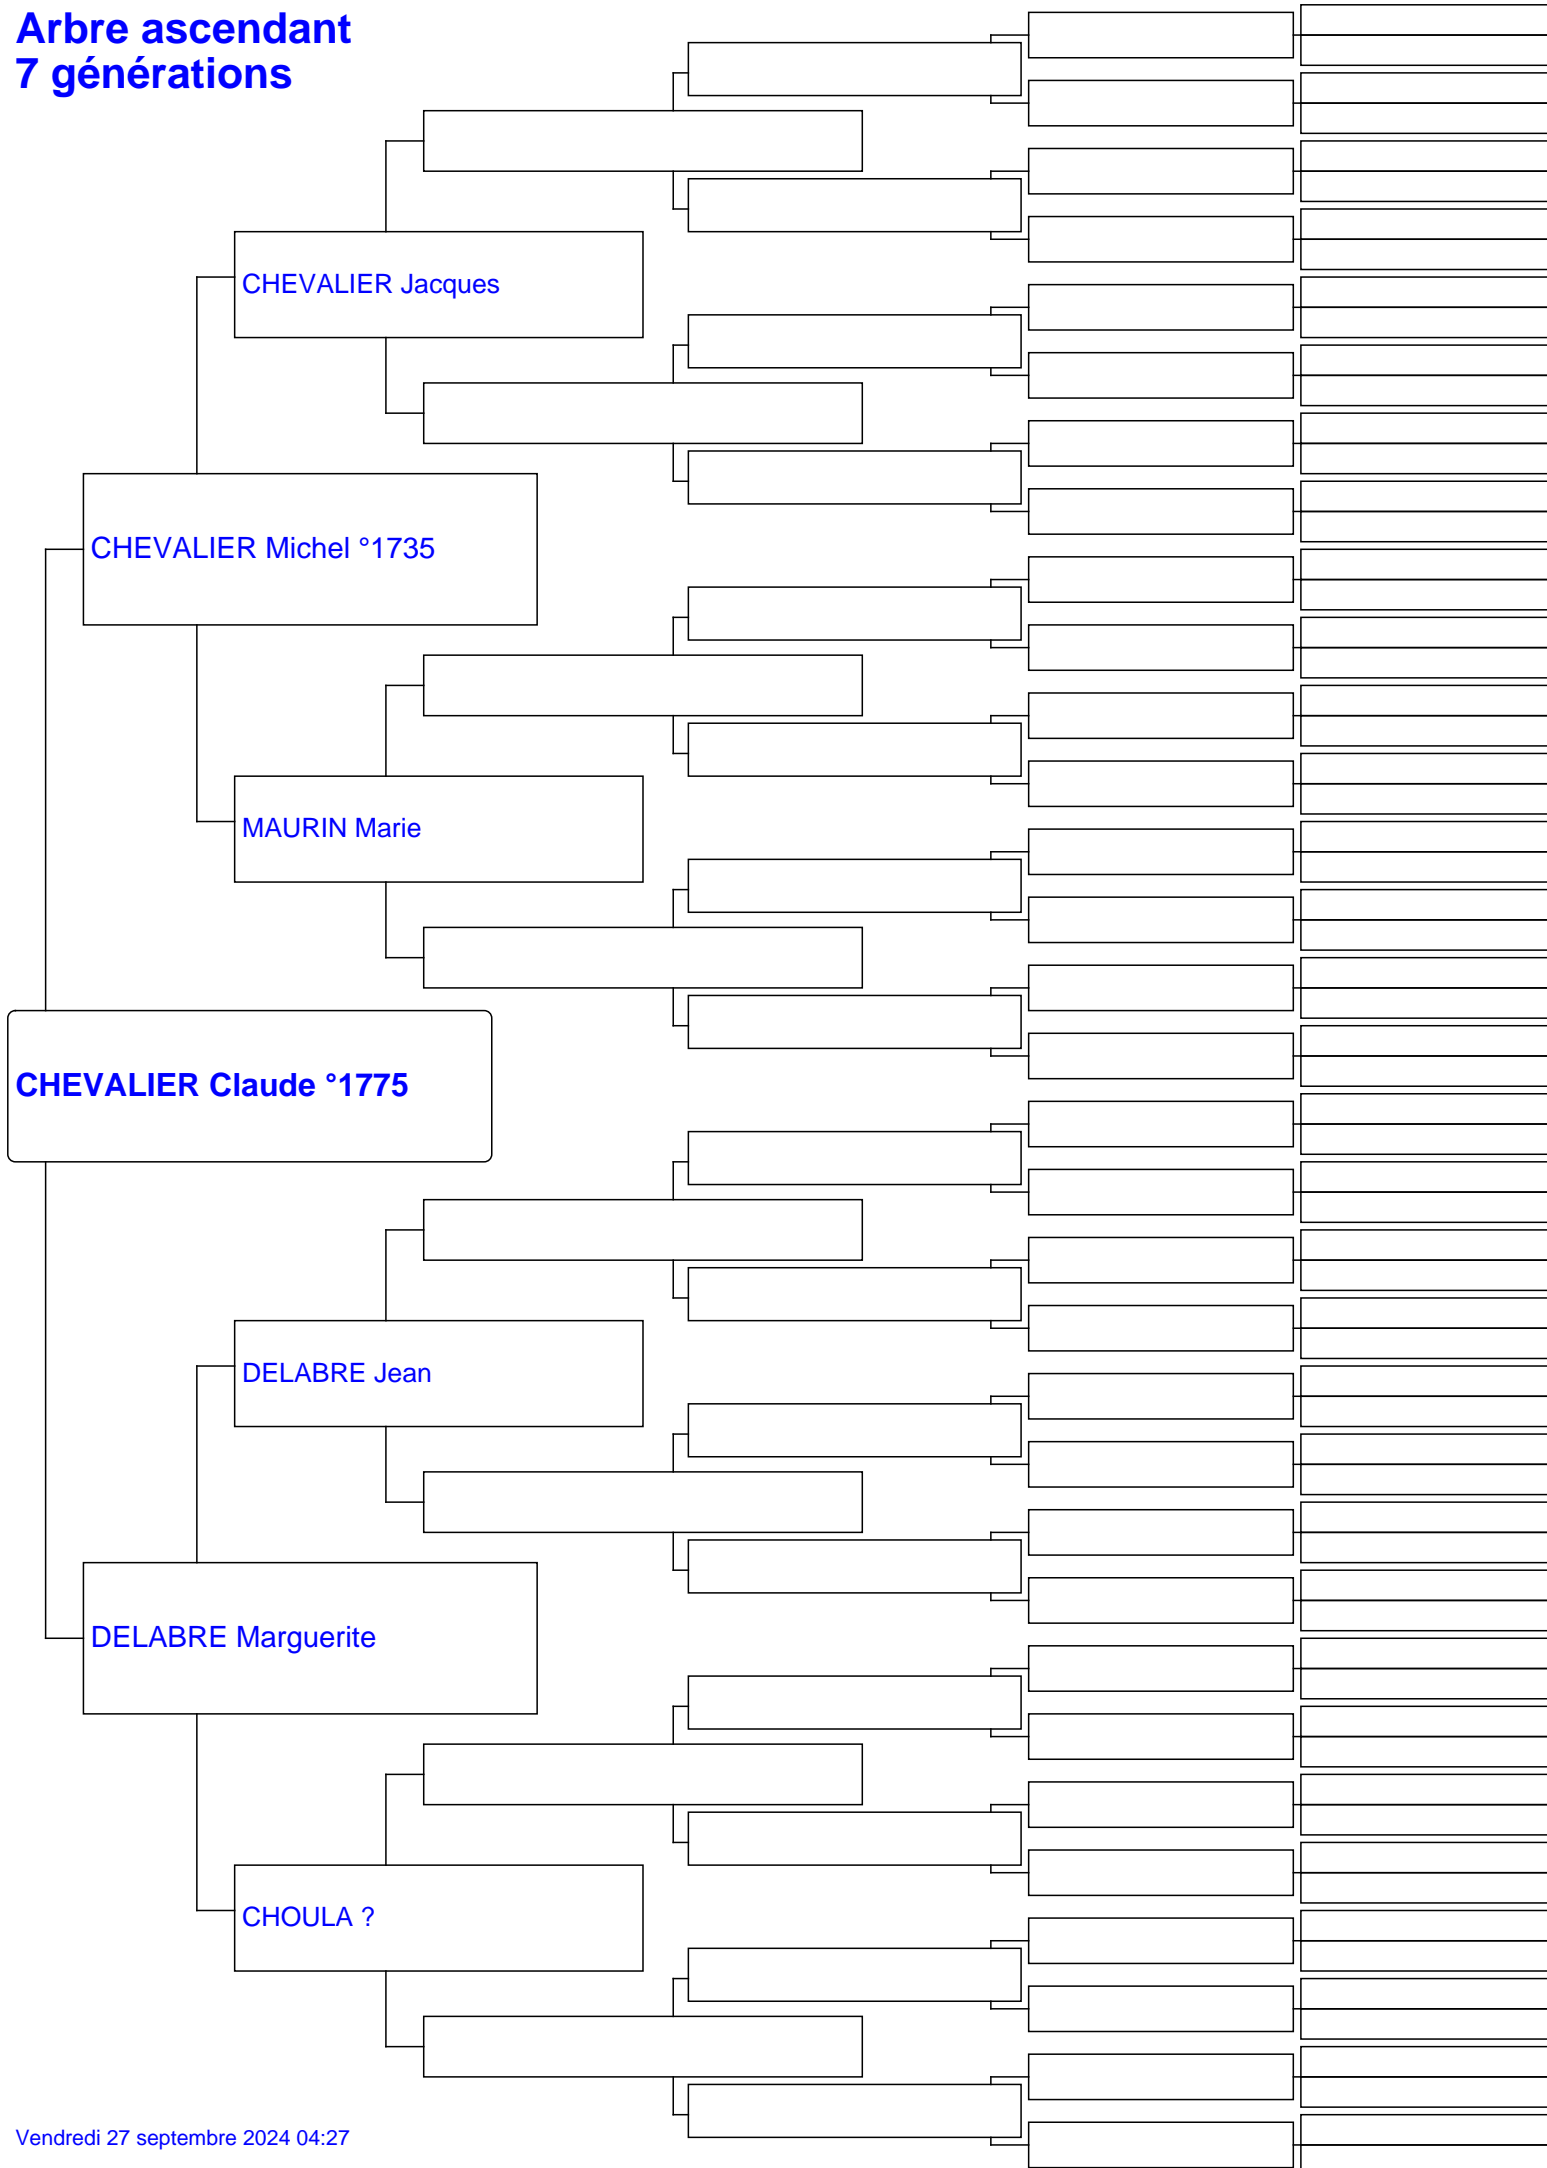 Arbre ascendant
7 générations
CHEVALIER Jacques
CHEVALIER Michel °1735
MAURIN Marie
CHEVALIER Claude °1775
DELABRE Jean
DELABRE Marguerite
CHOULA ?
Vendredi 27 septembre 2024 04:27